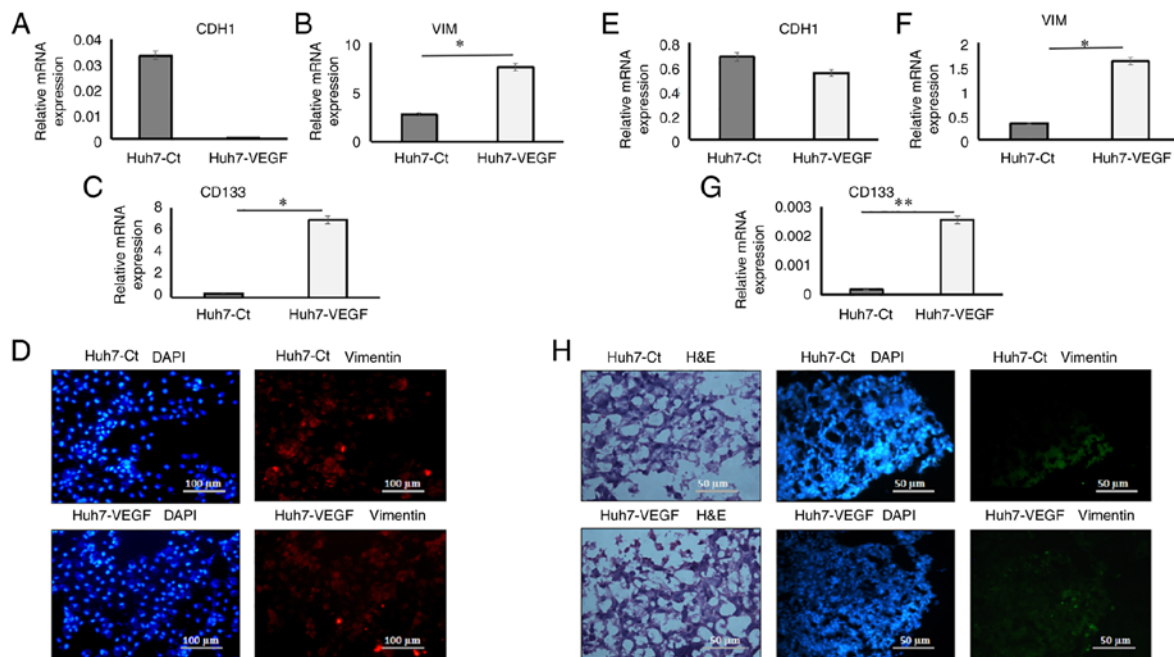 A
CDH1
Relative mRNA
expression
0.04
0.03
0.02
0.01
0
Huh7-Ct Huh7-VEGF
B
VIM
Relative mRNA
expression
10
5
0
*
Huh7-Ct Huh7-VEGF
C
CD133
Relative mRNA
expression
8
6
4
2
0
*
Huh7-Ct Huh7-VEGF
D
Huh7-Ct DAPI
100 μm
Huh7-Ct Vimentin
100 μm
Huh7-VEGF DAPI
100 μm
Huh7-VEGF Vimentin
100 μm
E
CDH1
Relative mRNA
expression
0.8
0.6
0.4
0.2
0
Huh7-Ct Huh7-VEGF
F
VIM
Relative mRNA
expression
2
1.5
1
0.5
0
*
Huh7-Ct Huh7-VEGF
G
CD133
Relative mRNA
expression
0.003
0.002
0.001
0
**
Huh7-Ct Huh7-VEGF
H
Huh7-Ct H&E
50 μm
Huh7-Ct DAPI
50 μm
Huh7-Ct Vimentin
50 μm
Huh7-VEGF H&E
50 μm
Huh7-VEGF DAPI
50 μm
Huh7-VEGF Vimentin
50 μm